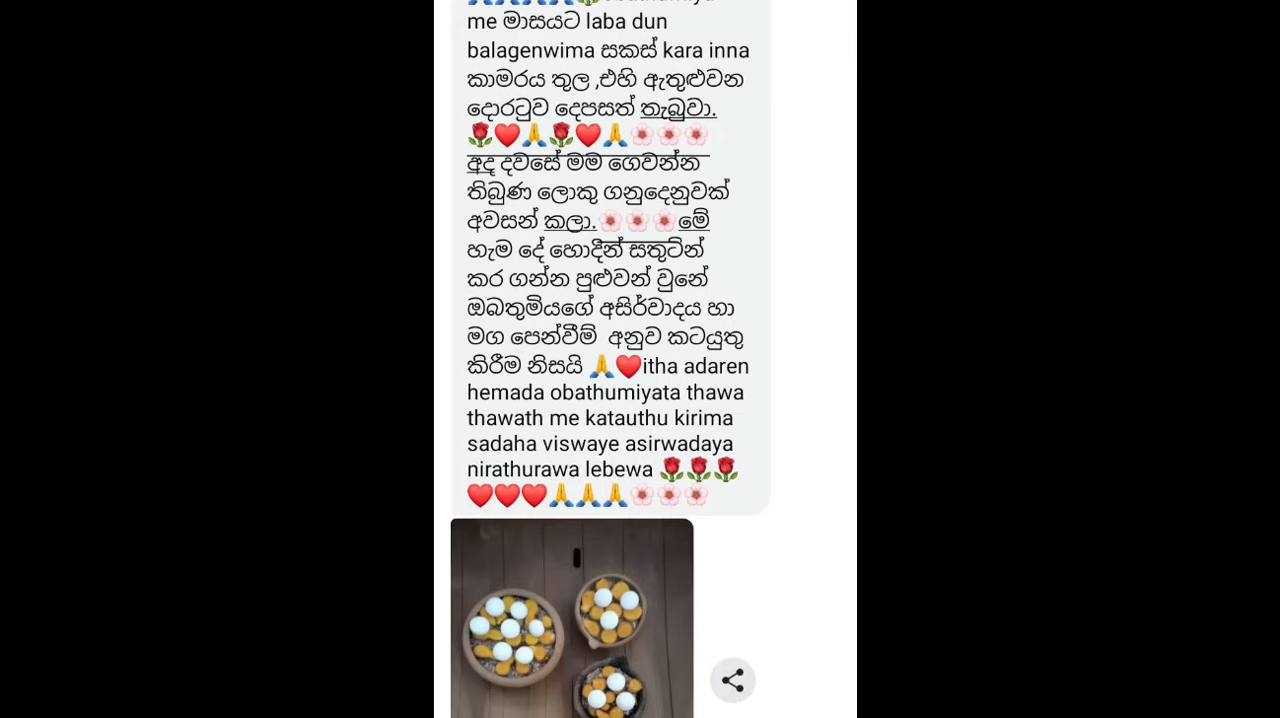 me මාසයට laba dun
balagenwima සකස් kara inna
කාමරය තුල ,එහි ඇතුළුවන
දොරටුව දෙපසත් තැබුවා.
🌹♥️🙏🌹♥️🙏🌸🌸🌸
අද දවසේ මම ගෙවන්න
තිබුණ ලොකු ගනුදෙනුවක්
අවසන් කලා.🌸🌸🌸මේ
හැම දේ හොදීන් සතුටින්
කර ගන්න පුළුවන් වුනේ
ඔබතුමියගේ අසිර්වාදය හා
මග පෙන්වීම් අනුව කටයුතු
කිරීම නිසයි 🙏♥️itha adaren
hemada obathumiyata thawa
thawath me katauthu kirima
sadaha viswaye asirwadaya
nirathurawa lebewa 🌹🌹🌹
♥️♥️♥️🙏🙏🙏🌸🌸🌸